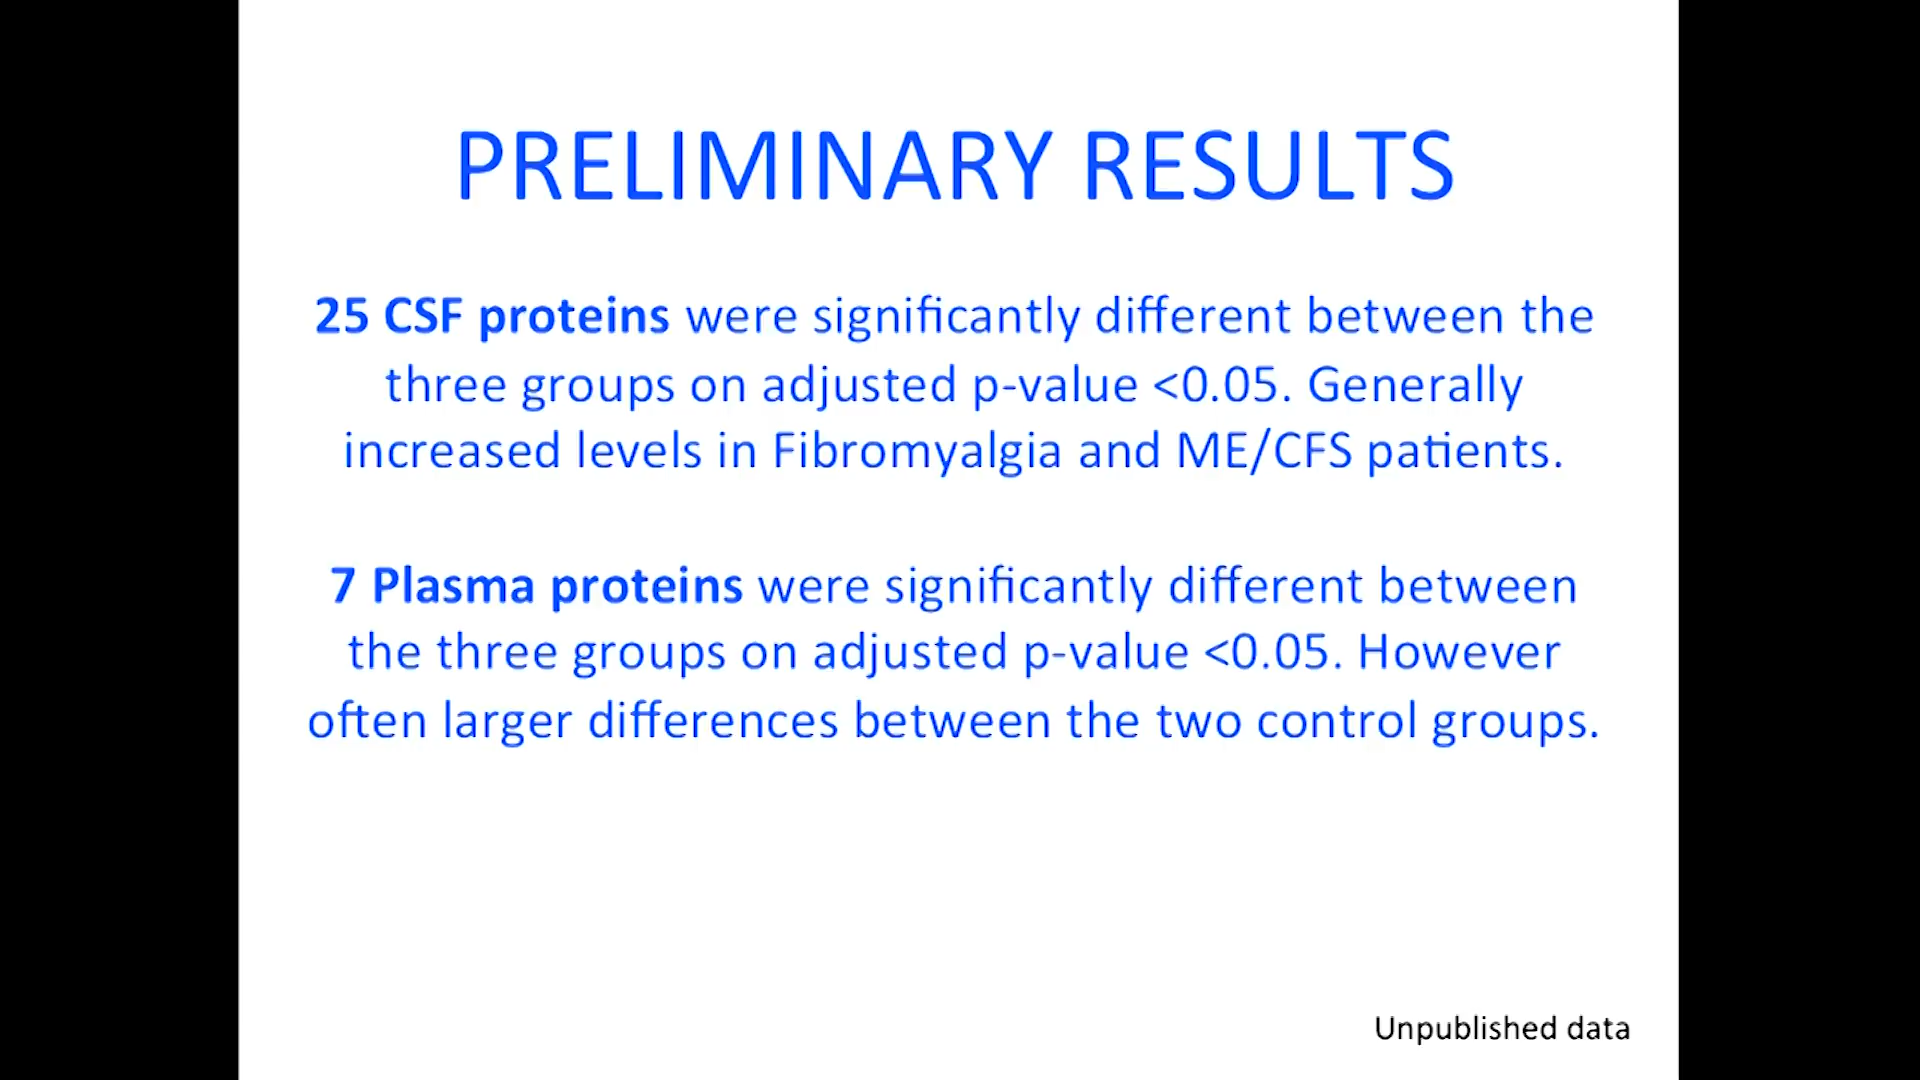 PRELIMINARY RESULTS
25 CSF proteins were significantly different between the
three groups on adjusted p-value <0.05. Generally
increased levels in Fibromyalgia and ME/CFS patients.
7 Plasma proteins were significantly different between
the three groups on adjusted p-value <0.05. However
often larger differences between the two control groups.
Unpublished data